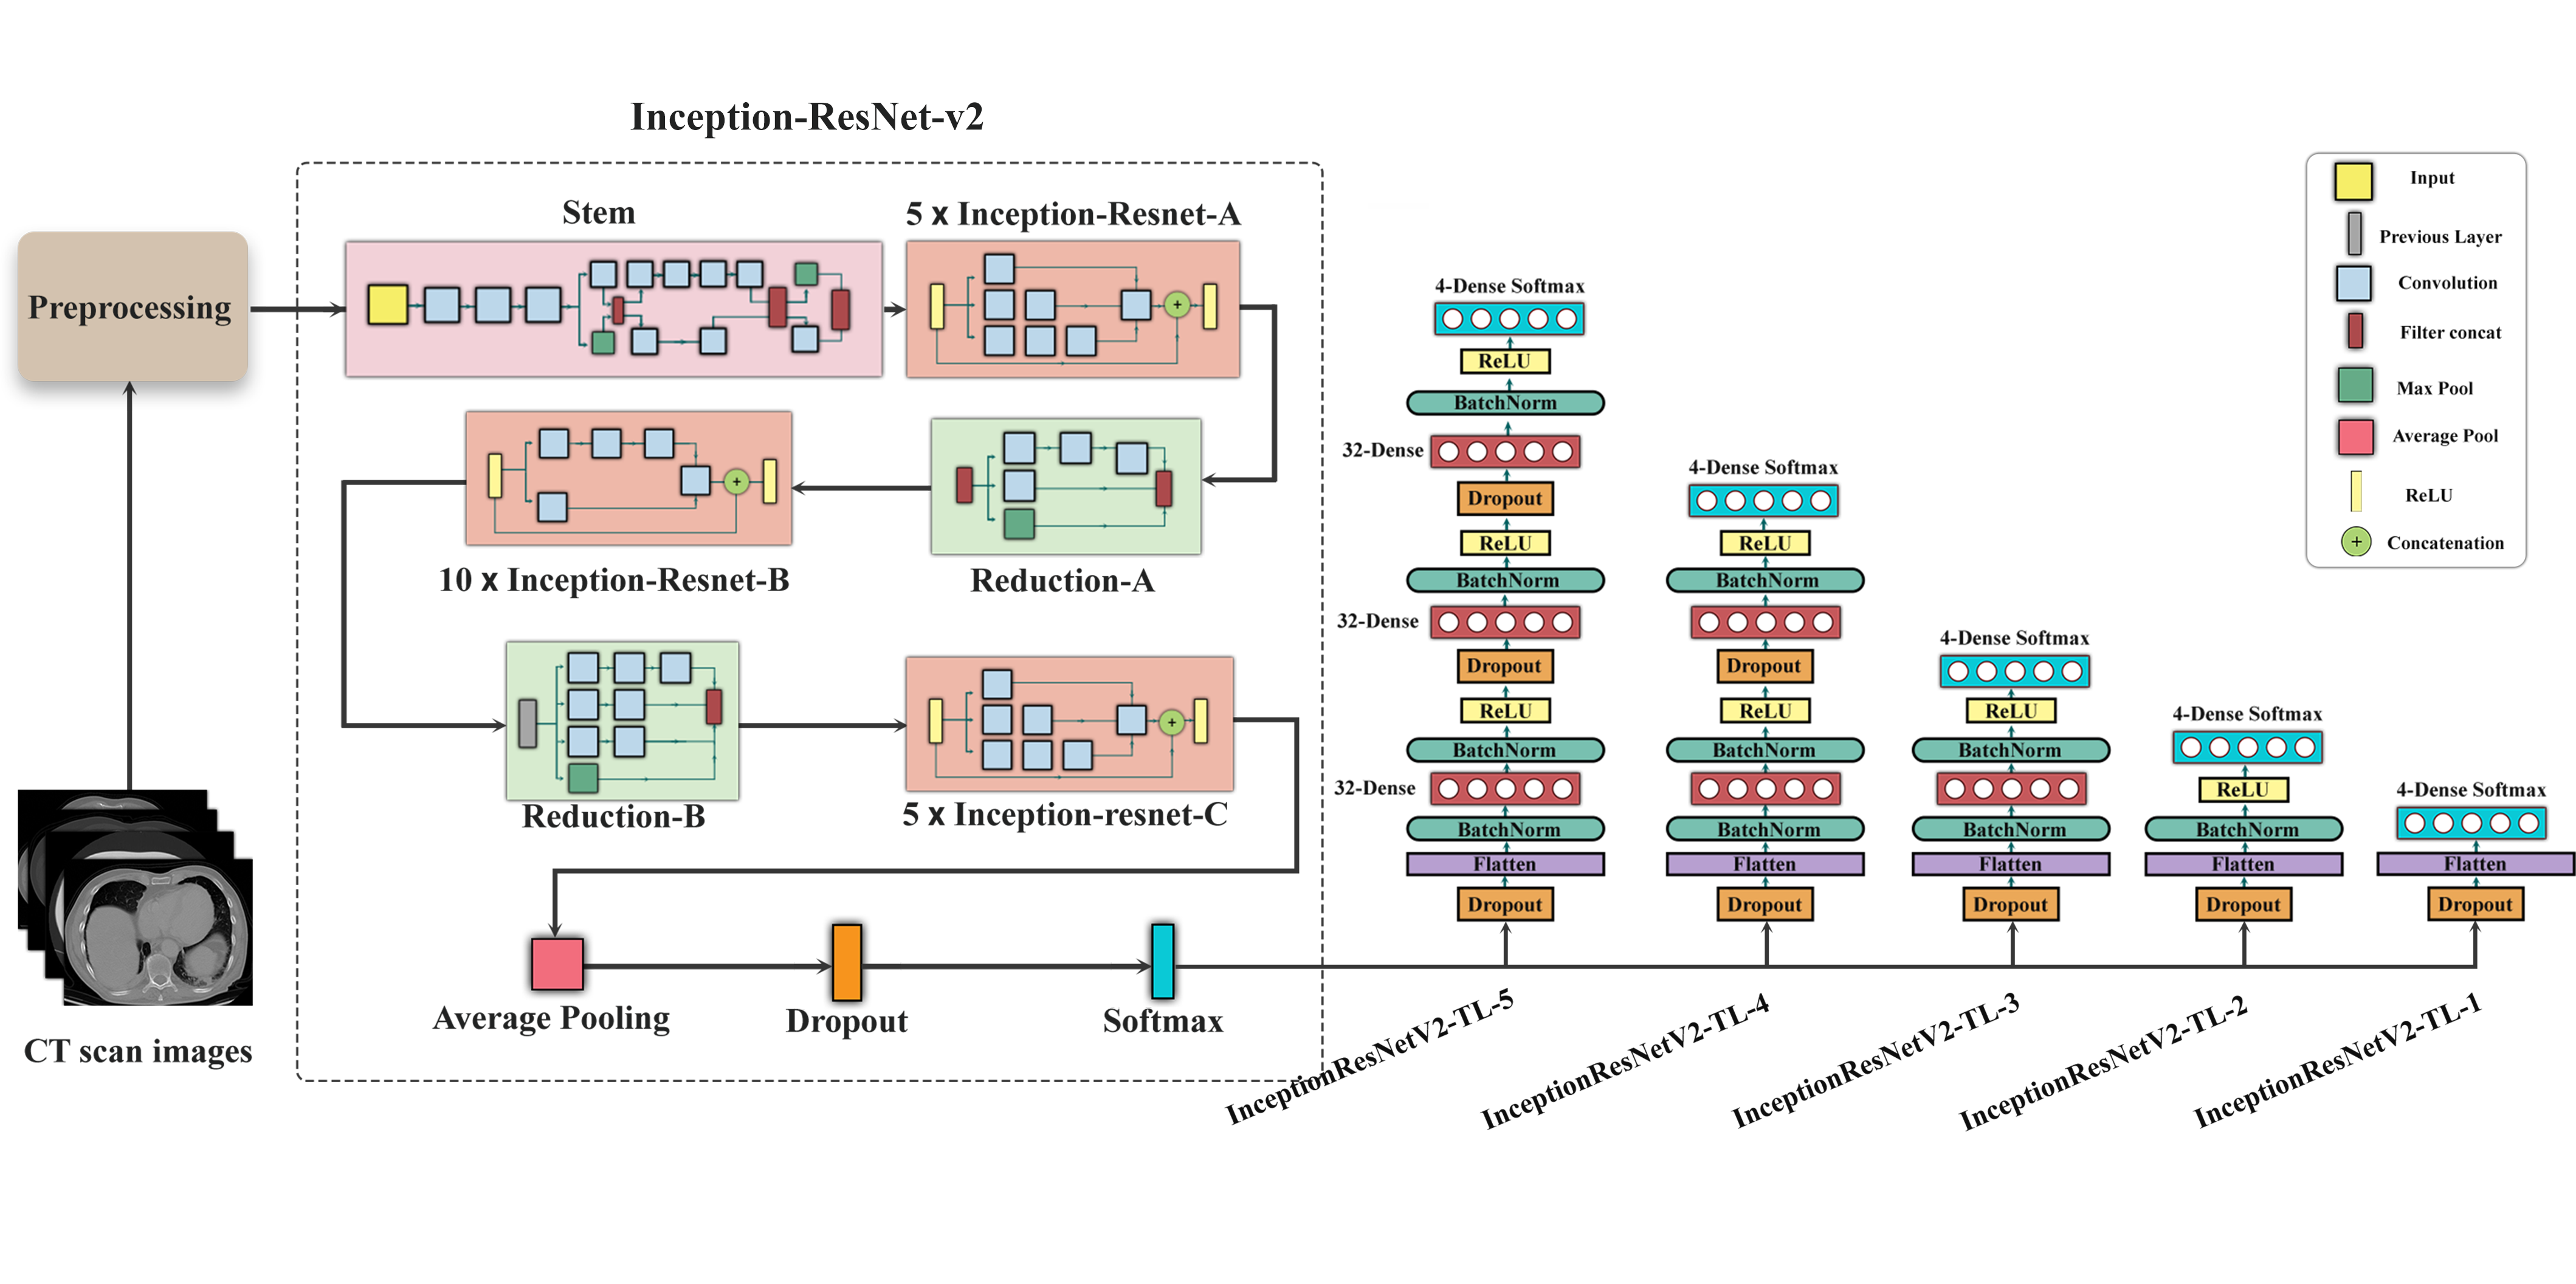 Inception-ResNet-v2
Preprocessing
CT scan images
Stem
5 x Inception-Resnet-A
+
10 x Inception-Resnet-B
+
Reduction-A
Reduction-B
5 x Inception-resnet-C
+
Average Pooling
Dropout
Softmax
4-Dense Softmax
ReLU
BatchNorm
32-Dense
Dropout
ReLU
BatchNorm
32-Dense
Dropout
ReLU
BatchNorm
32-Dense
BatchNorm
Flatten
Dropout
InceptionResNetV2-TL-5
4-Dense Softmax
ReLU
BatchNorm
Dropout
ReLU
BatchNorm
BatchNorm
Flatten
Dropout
InceptionResNetV2-TL-4
4-Dense Softmax
ReLU
BatchNorm
BatchNorm
Flatten
Dropout
InceptionResNetV2-TL-3
4-Dense Softmax
ReLU
BatchNorm
Flatten
Dropout
InceptionResNetV2-TL-2
4-Dense Softmax
Flatten
Dropout
InceptionResNetV2-TL-1
Input
Previous Layer
Convolution
Filter concat
Max Pool
Average Pool
ReLU
+ Concatenation